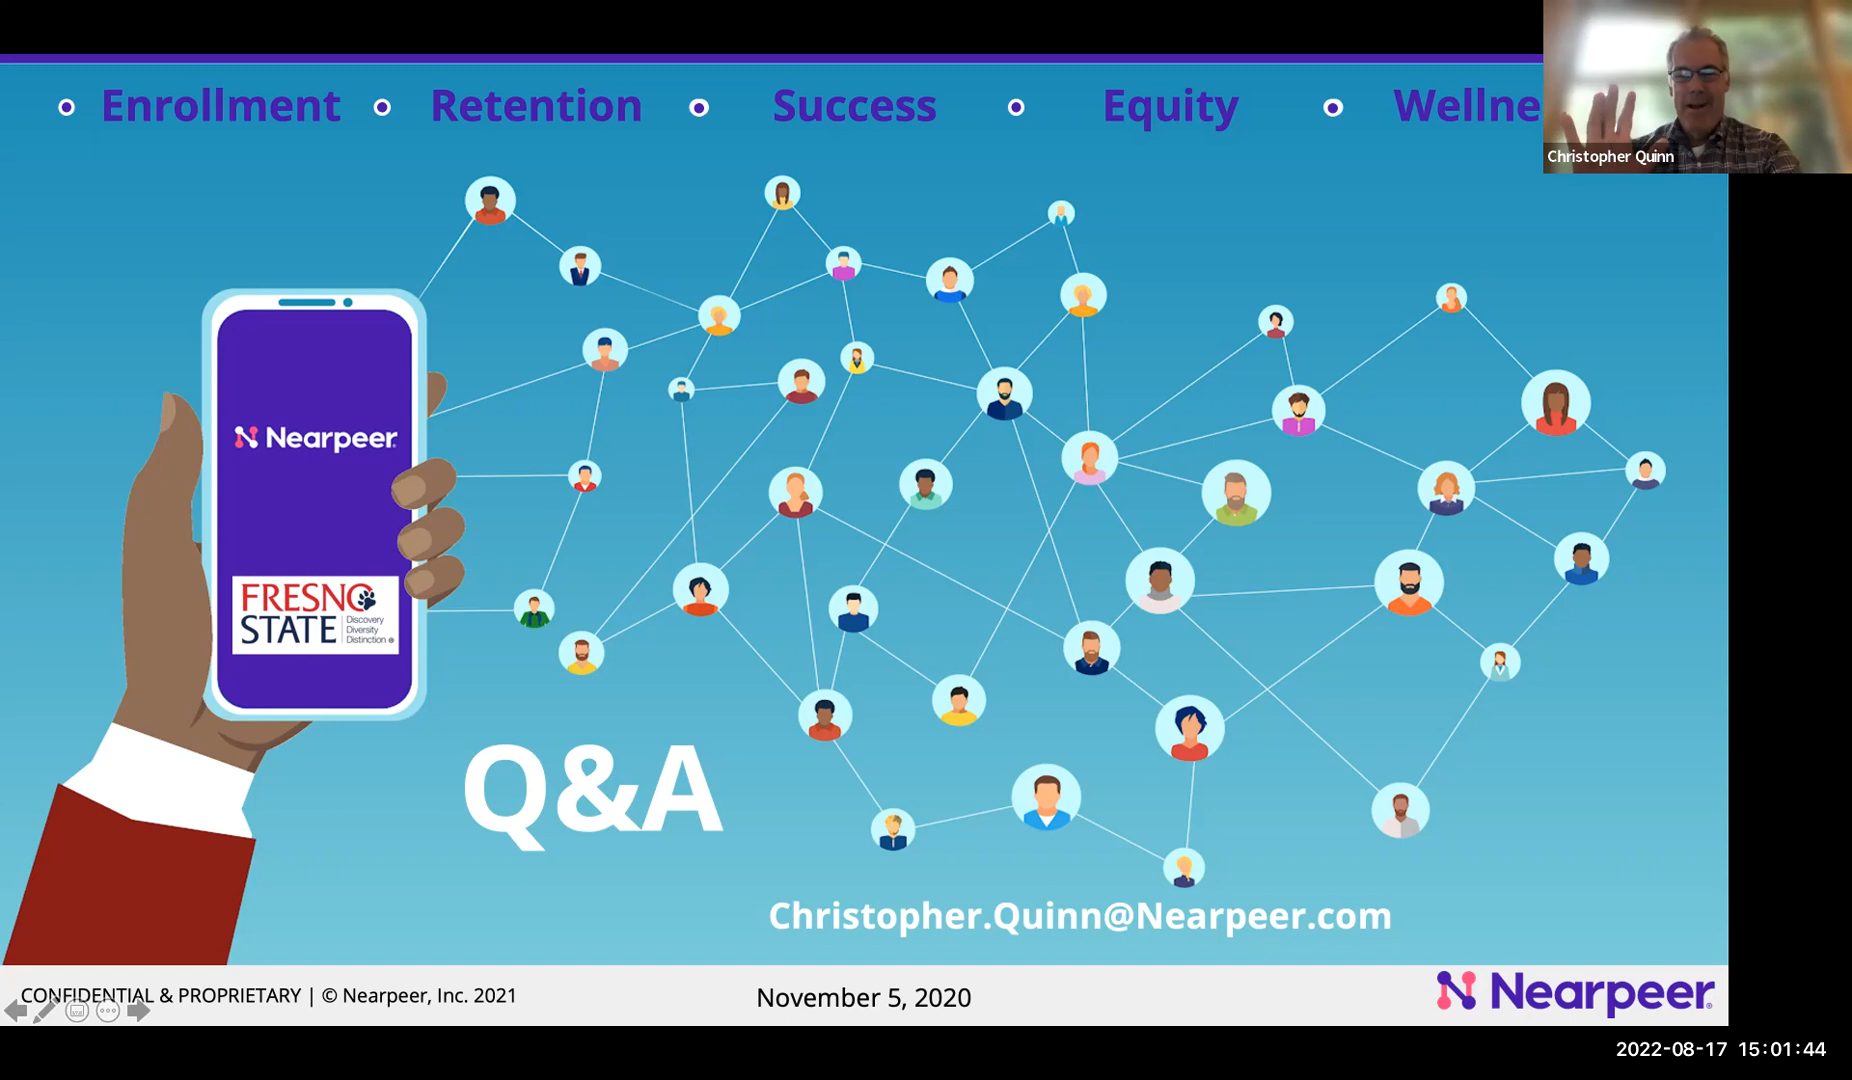 Enrollment
Retention
Success
Equity
Wellne
Christopher Quinn
Nearpeer
FRESNO
STATE
Discovery
Diversity
Distinction ®
Q&A
Christopher.Quinn@Nearpeer.com
CONFIDENTIAL & PROPRIETARY | © Nearpeer, Inc. 2021
November 5, 2020
Nearpeer®
2022-08-17 15:01:44